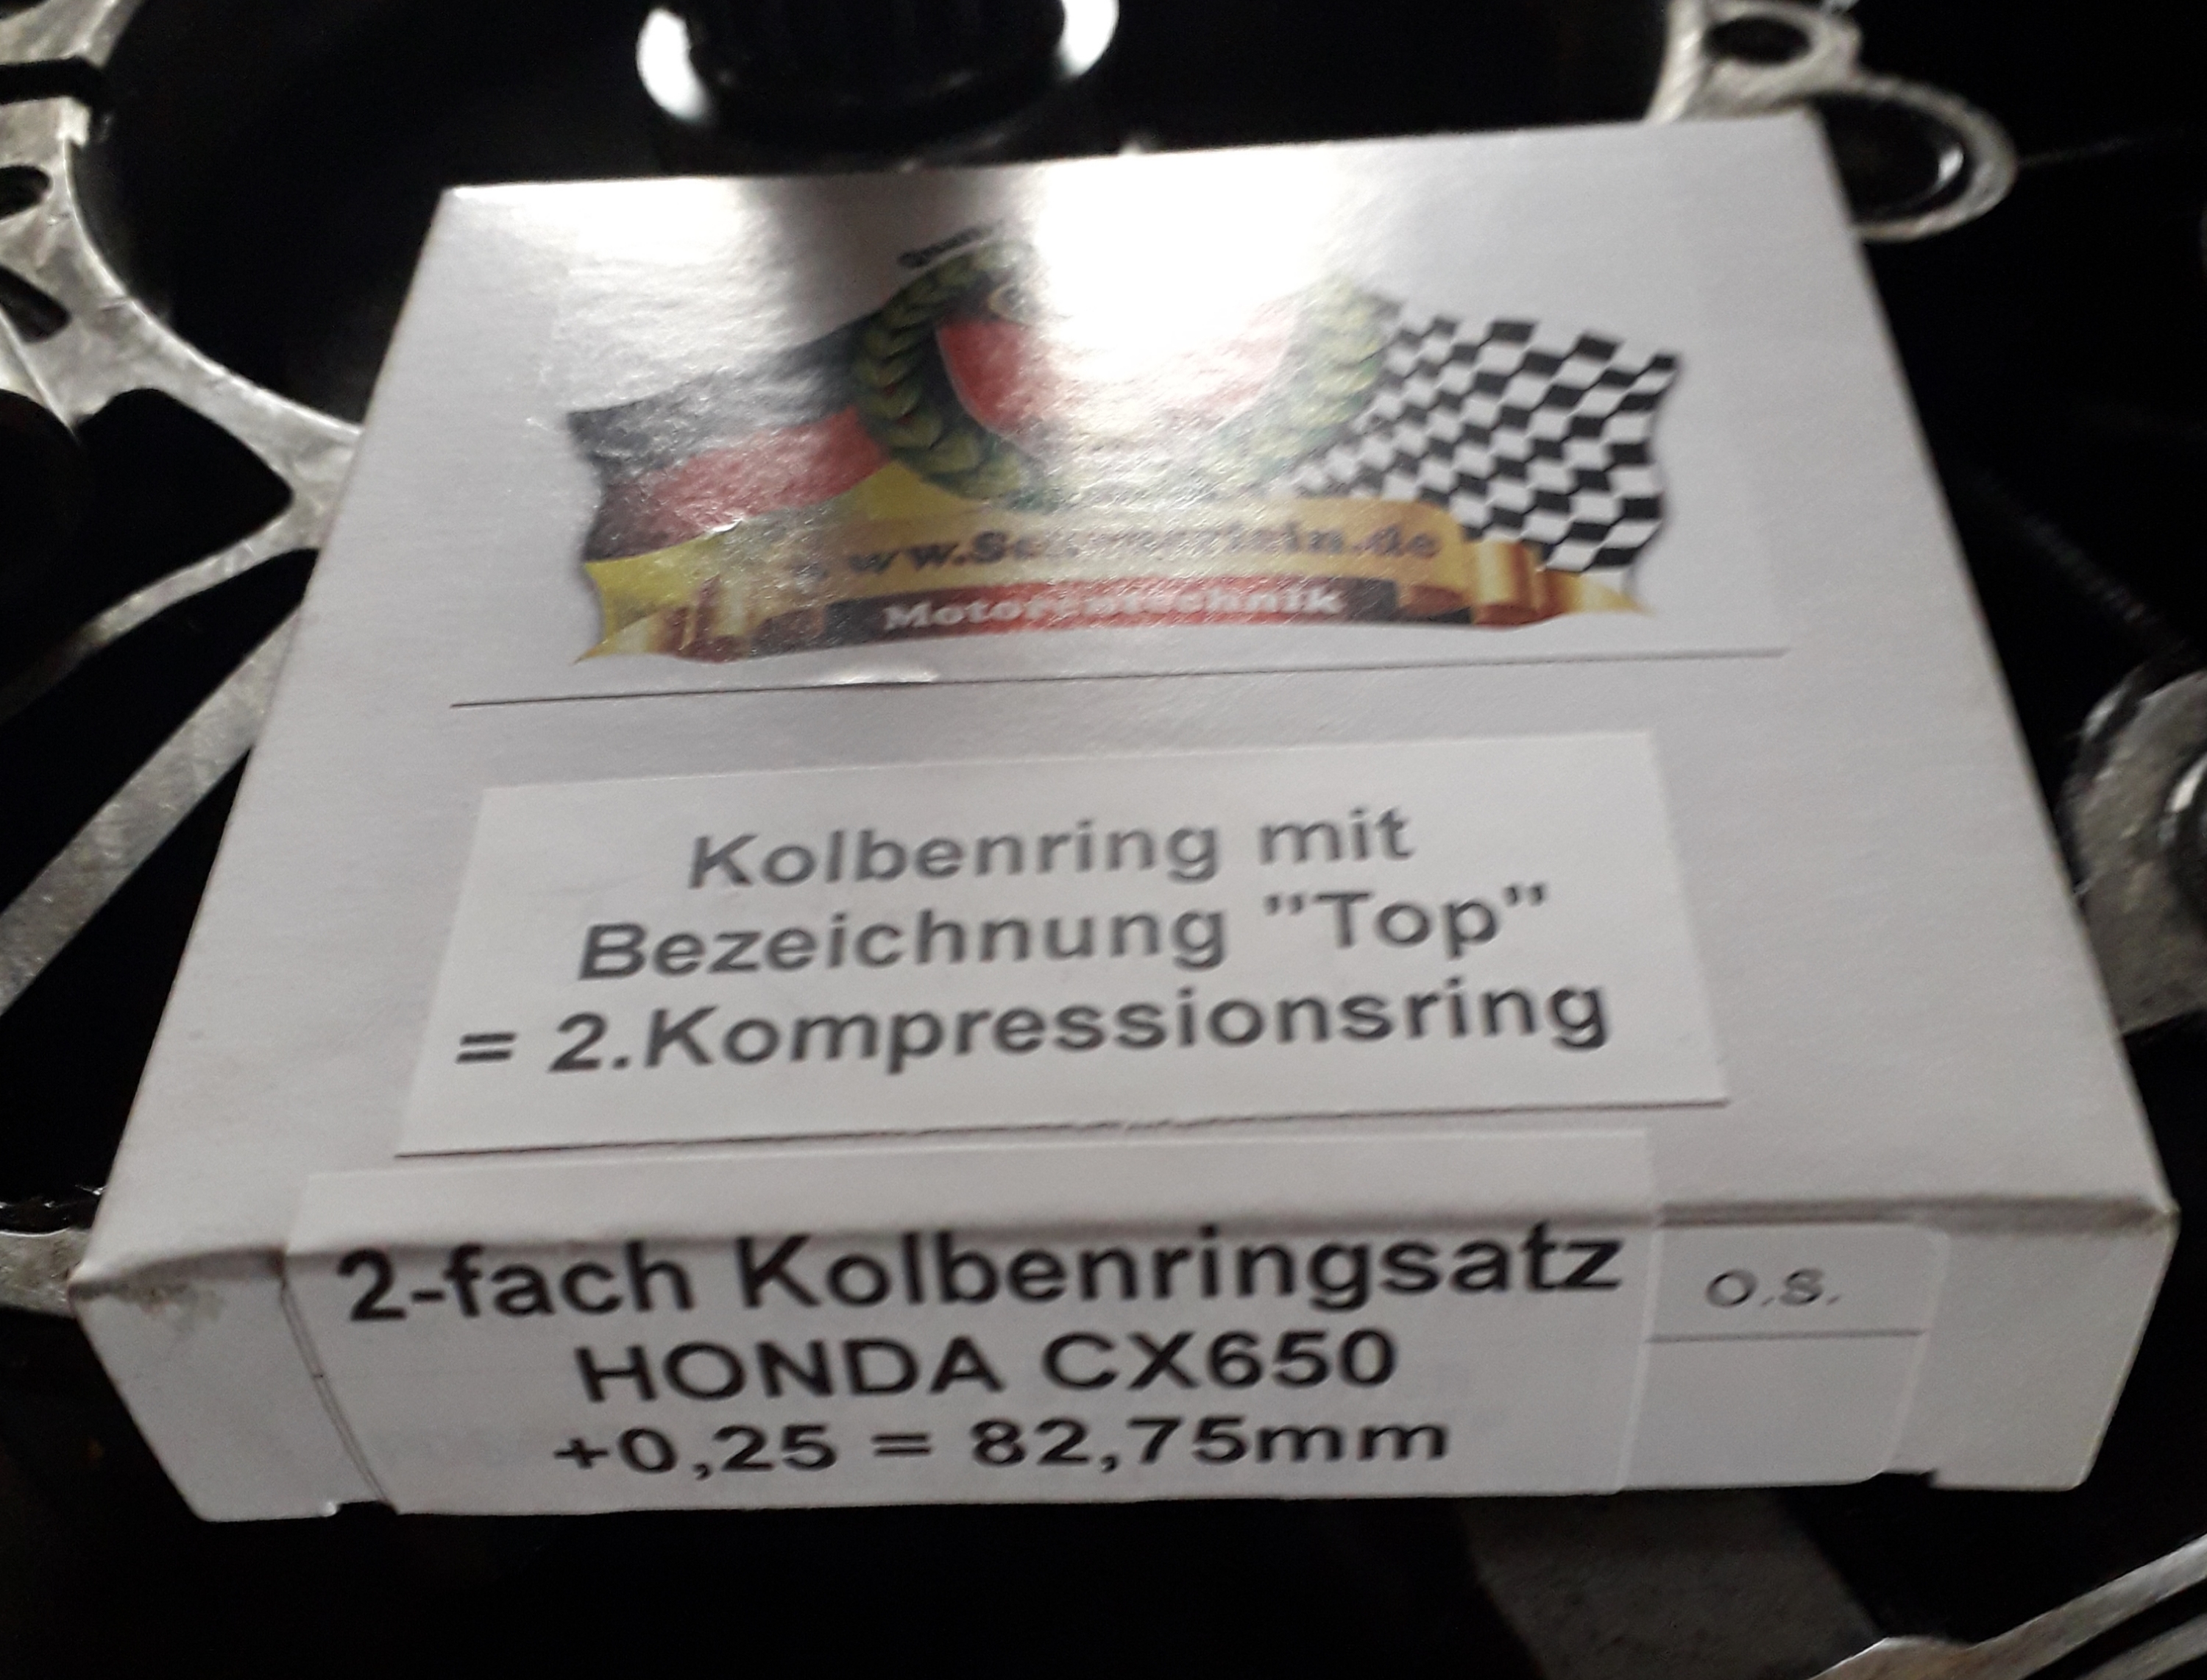 Motorentechnik
Kolbenring mit
Bezeichnung "Top"
= 2.Kompressionsring
2-fach Kolbenringsatz
HONDA CX650
+0,25 = 82,75mm
O.S.